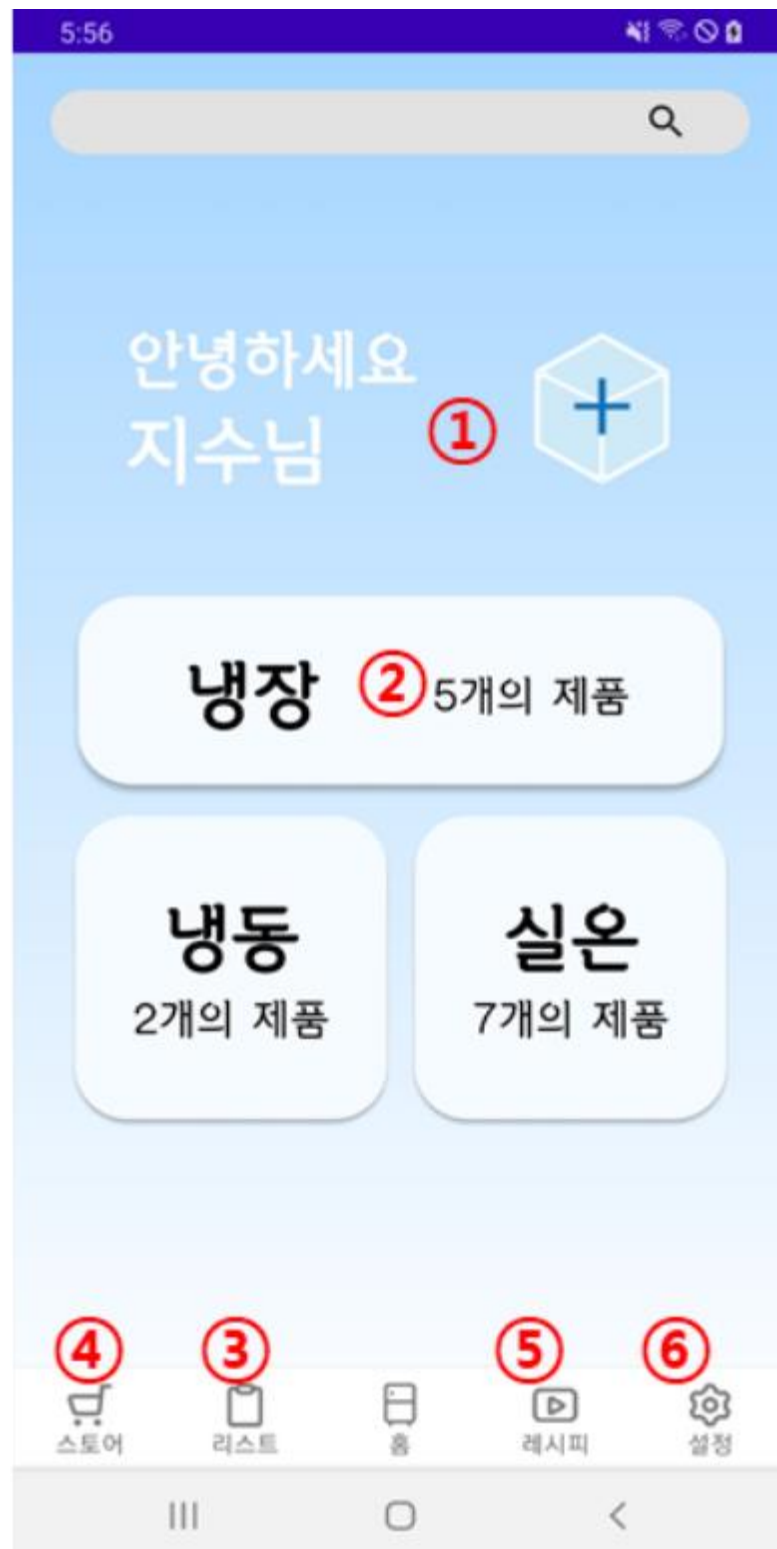 5:56
안녕하세요
지수님
①
냉장 ② 5개의 제품
냉동
2개의 제품
실온
7개의 제품
④ ③ ⑤ ⑥
스토어 리스트 홈 레시피 설정